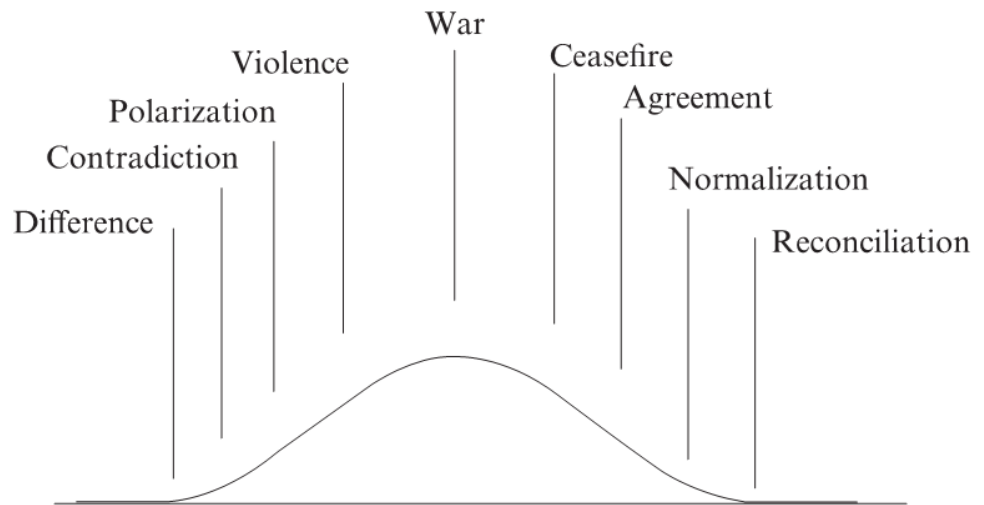 Difference
Contradiction
Polarization
Violence
War
Ceasefire
Agreement
Normalization
Reconciliation